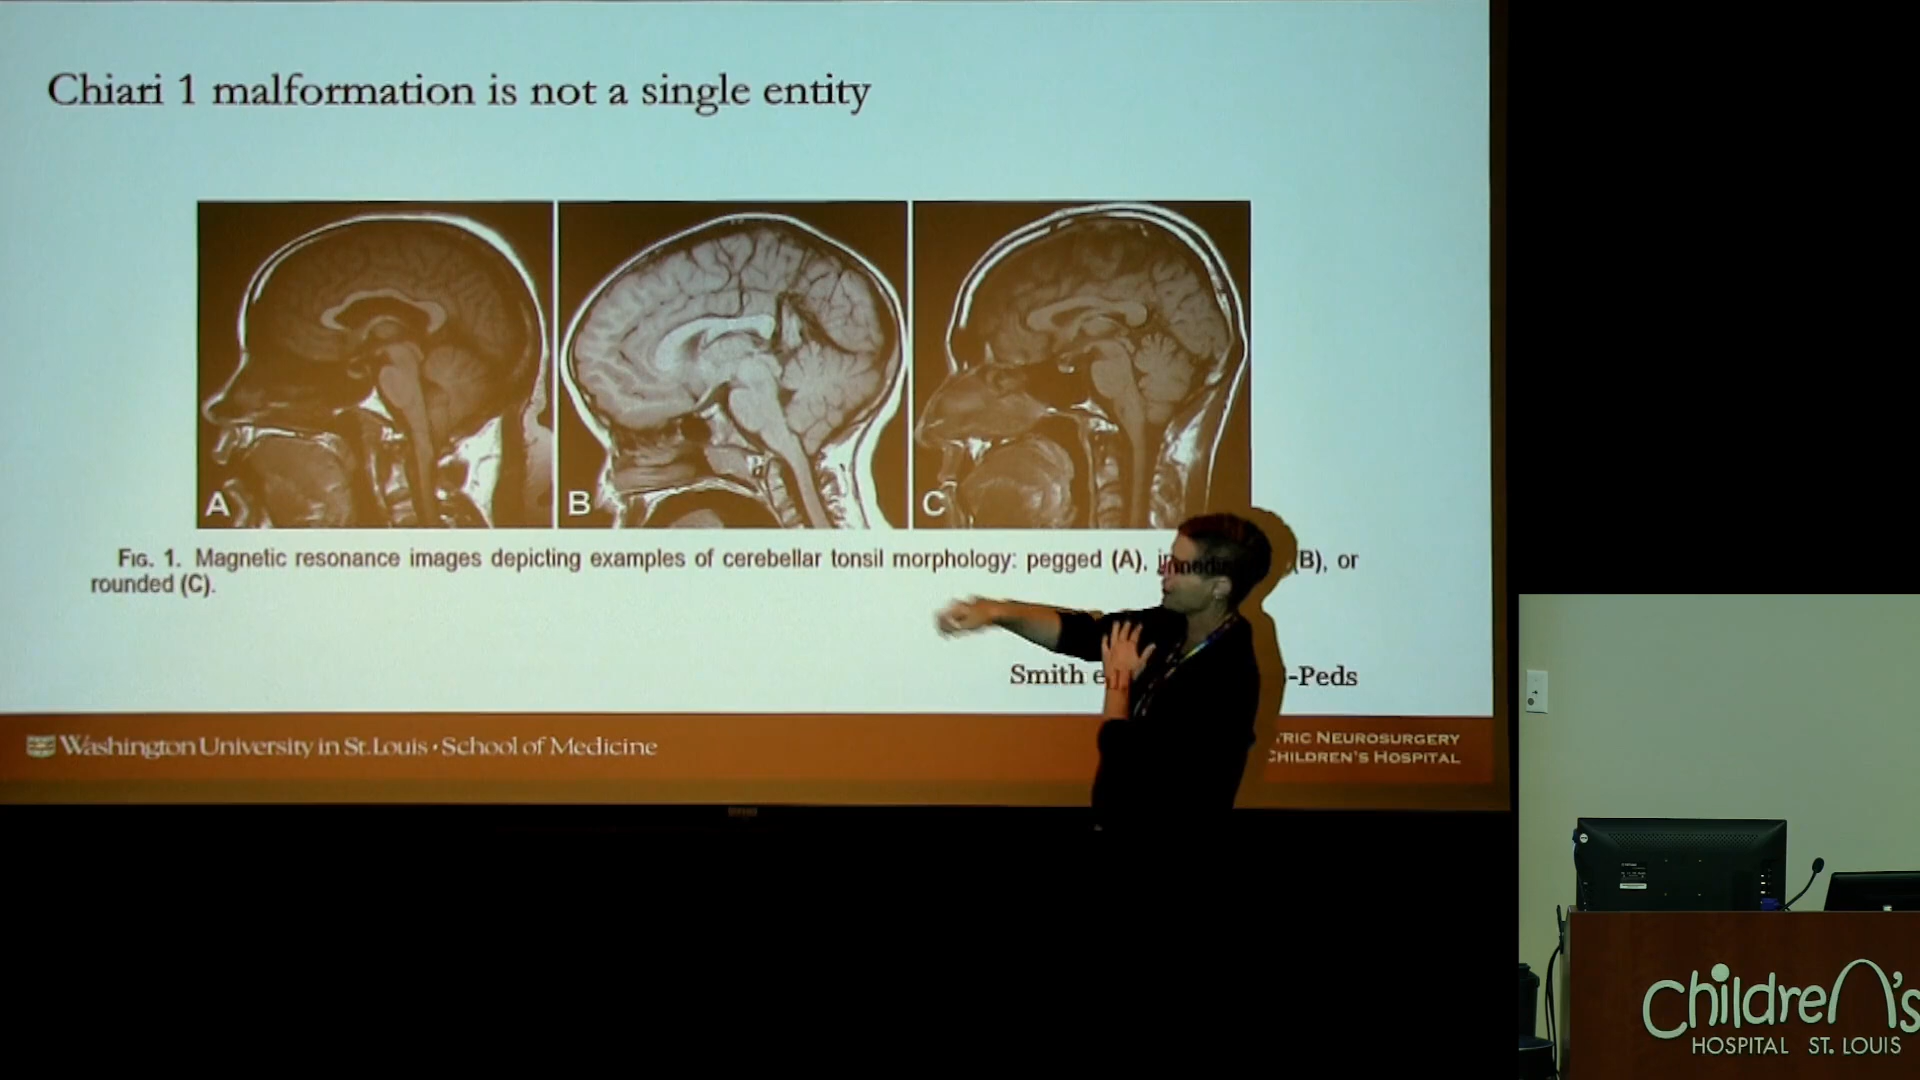 Chiari 1 malformation is not a single entity
A
B
C
FIG. 1. Magnetic resonance images depicting examples of cerebellar tonsil morphology: pegged (A), (B), or
rounded (C).
Smith -Peds
Washington University in St. Louis • School of Medicine
NEUROSURGERY
CHILDREN'S HOSPITAL
Children's
HOSPITAL ST. LOUIS